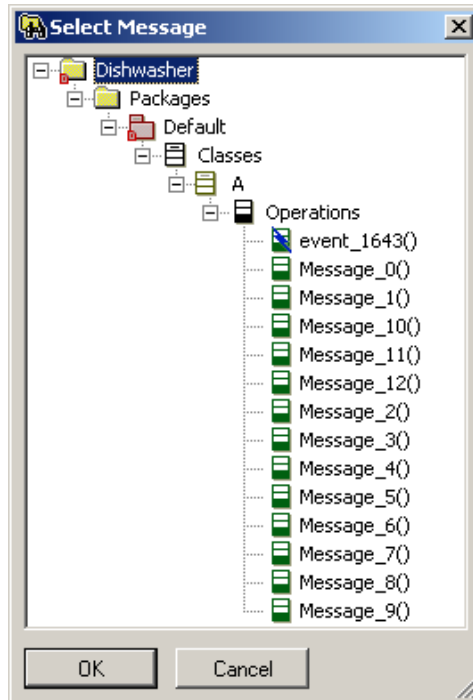 Select Message
Dishwasher
Packages
Default
Classes
A
Operations
event_1643()
Message_0()
Message_1()
Message_10()
Message_11()
Message_12()
Message_2()
Message_3()
Message_4()
Message_5()
Message_6()
Message_7()
Message_8()
Message_9()
OK Cancel